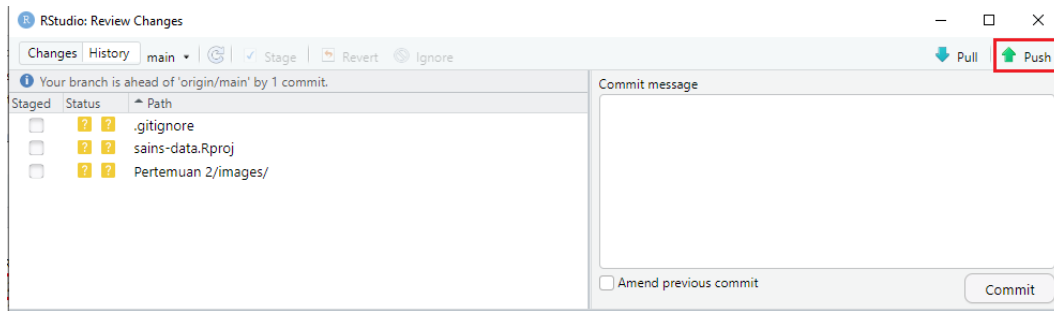 R RStudio: Review Changes
Changes History main Stage Revert Ignore Pull Push
Your branch is ahead of 'origin/main' by 1 commit.
Commit message
Staged Status Path
? ? .gitignore
? ? sains-data.Rproj
? ? Pertemuan 2/images/
Amend previous commit
Commit